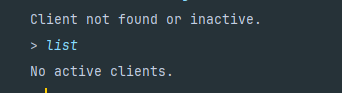 Client not found or inactive.
> list
No active clients.